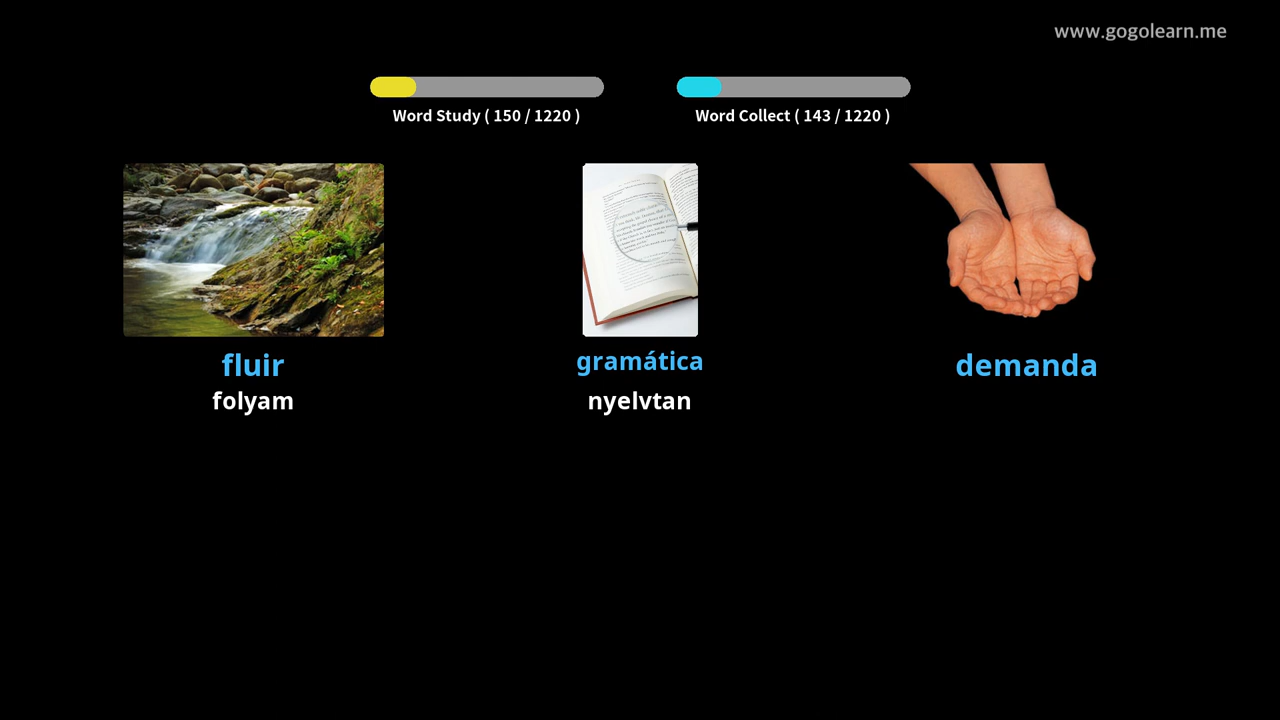 www.gogolearn.me
Word Study ( 150 / 1220 )
Word Collect ( 143 / 1220 )
fluir
folyam
gramática
nyelvtan
demanda